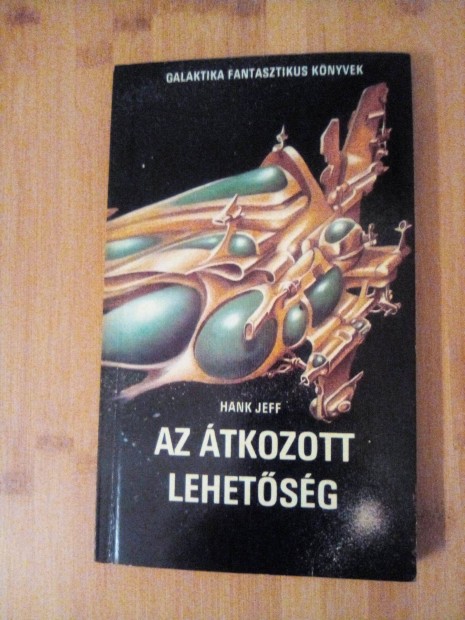 GALAKTIKA FANTASZTIKUS KÖNYVEK
HANK JEFF
AZ ÁTKOZOTT
LEHETŐSÉG